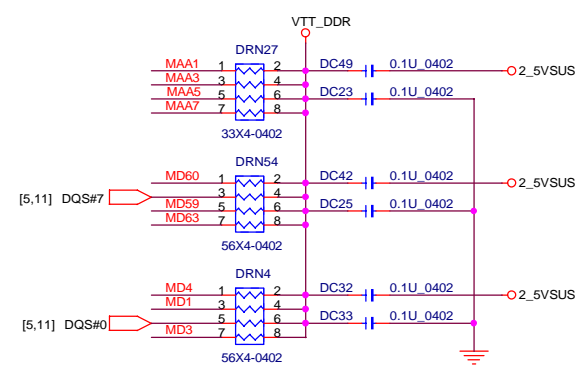 VTT_DDR
DRN27
MAA1 1 2 DC49 0.1U_0402 2_5VSUS
MAA3 3 4
MAA5 5 6 DC23 0.1U_0402
MAA7 7 8
33X4-0402
DRN54
MD60 1 2 DC42 0.1U_0402 2_5VSUS
[5,11] DQS#7 3 4
MD59 5 6 DC25 0.1U_0402
MD63 7 8
56X4-0402
DRN4
MD4 1 2 DC32 0.1U_0402 2_5VSUS
MD1 3 4
[5,11] DQS#0 5 6 DC33 0.1U_0402
MD3 7 8
56X4-0402